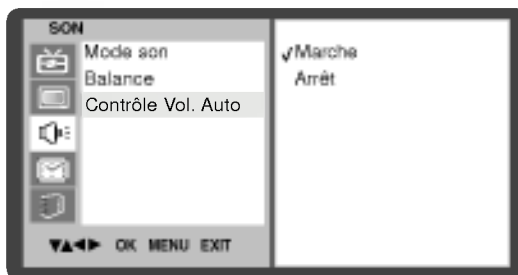 SON
Mode son
Balance
Contrôle Vol. Auto
√Marche
Arrêt
▼▲◀▶ OK MENU EXIT